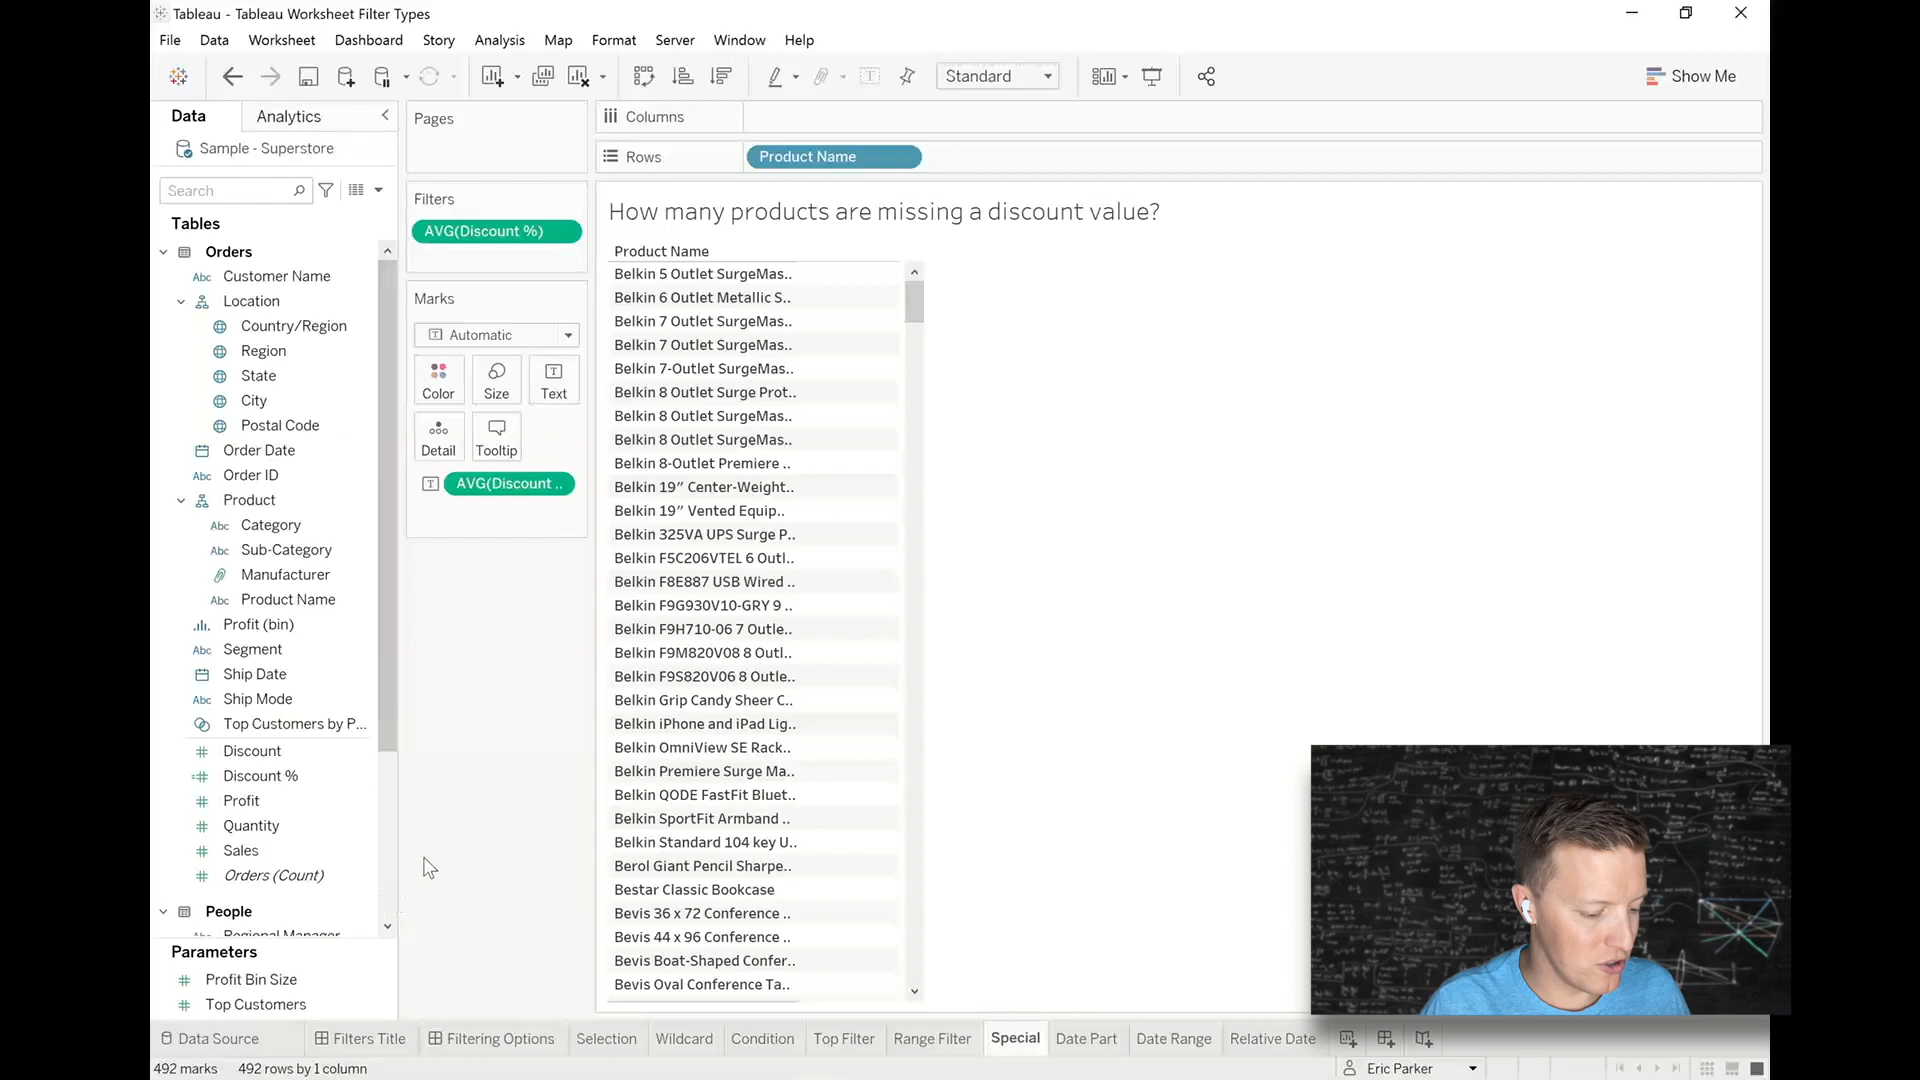 Tableau - Tableau Worksheet Filter Types
File Data Worksheet Dashboard Story Analysis Map Format Server Window Help
Standard
Show Me
Data
Analytics
Sample - Superstore
Search
Tables
Orders
Customer Name
Location
Country/Region
Region
State
City
Postal Code
Order Date
Order ID
Product
Category
Sub-Category
Manufacturer
Product Name
Profit (bin)
Segment
Ship Date
Ship Mode
Top Customers by P...
Discount
Discount %
Profit
Quantity
Sales
Orders (Count)
People
Regional Manager
Parameters
Profit Bin Size
Top Customers
Pages
Filters
AVG(Discount %)
Marks
Automatic
Color
Size
Text
Detail
Tooltip
AVG(Discount ..
Columns
Rows
Product Name
How many products are missing a discount value?
Product Name
Belkin 5 Outlet SurgeMas..
Belkin 6 Outlet Metallic S..
Belkin 7 Outlet SurgeMas..
Belkin 7 Outlet SurgeMas..
Belkin 7-Outlet SurgeMas..
Belkin 8 Outlet Surge Prot..
Belkin 8 Outlet SurgeMas..
Belkin 8 Outlet SurgeMas..
Belkin 8-Outlet Premiere ..
Belkin 19″ Center-Weight..
Belkin 19″ Vented Equip..
Belkin 325VA UPS Surge P..
Belkin F5C206VTEL 6 Outl..
Belkin F8E887 USB Wired ..
Belkin F9G930V10-GRY 9 ..
Belkin F9H710-06 7 Outle..
Belkin F9M820V08 8 Outl..
Belkin F9S820V06 8 Outle..
Belkin Grip Candy Sheer C..
Belkin iPhone and iPad Lig..
Belkin OmniView SE Rack..
Belkin Premiere Surge Ma..
Belkin QODE FastFit Bluet..
Belkin SportFit Armband ..
Belkin Standard 104 key U..
Berol Giant Pencil Sharpe..
Bestar Classic Bookcase
Bevis 36 x 72 Conference ..
Bevis 44 x 96 Conference ..
Bevis Boat-Shaped Confer..
Bevis Oval Conference Ta..
Data Source
Filters Title
Filtering Options
Selection
Wildcard
Condition
Top Filter
Range Filter
Special
Date Part
Date Range
Relative Date
492 marks
492 rows by 1 column
Eric Parker